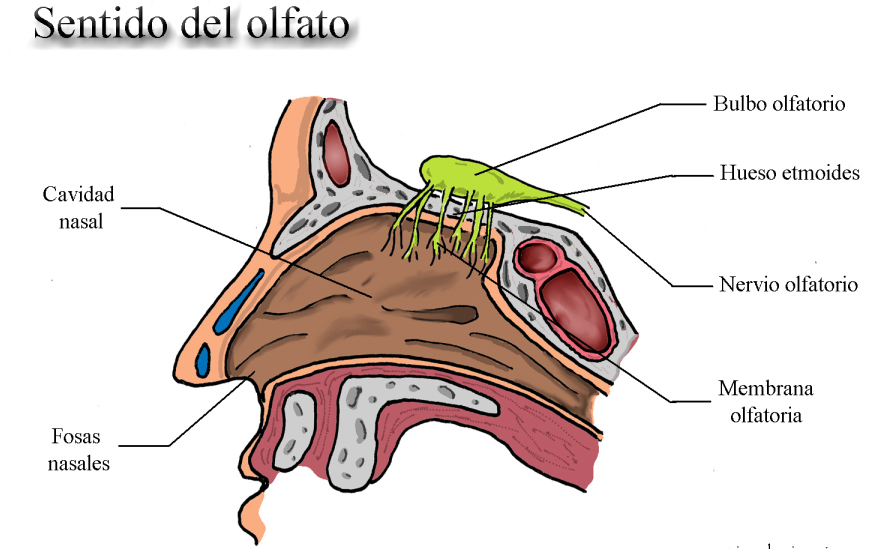 Sentido del olfato
Bulbo olfatorio
Hueso etmoides
Cavidad
nasal
Nervio olfatorio
Membrana
olfatoria
Fosas
nasales